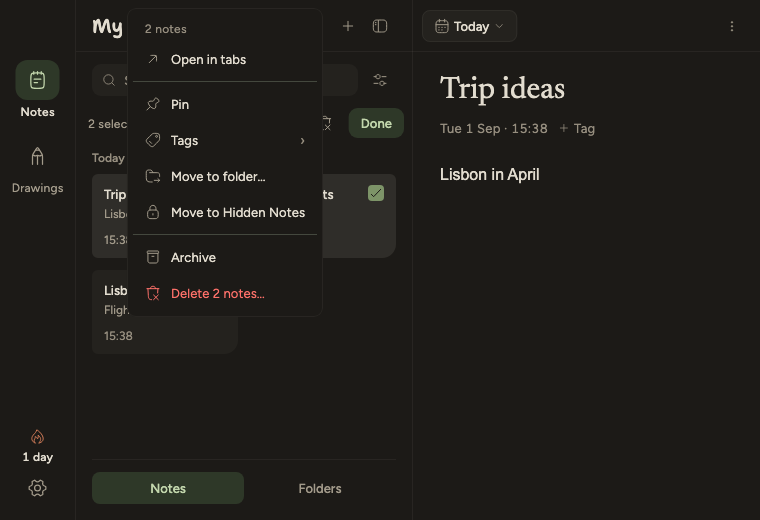 My
2 notes
Open in tabs
Pin
Tags
Move to folder...
Move to Hidden Notes
Archive
Delete 2 notes...
Notes
Drawings
1 day
2 selec
Done
Today
Trip
ts
Lisb
15:38
Lisb
Fligh
15:38
Notes
Folders
Today
Trip ideas
Tue 1 Sep · 15:38 + Tag
Lisbon in April